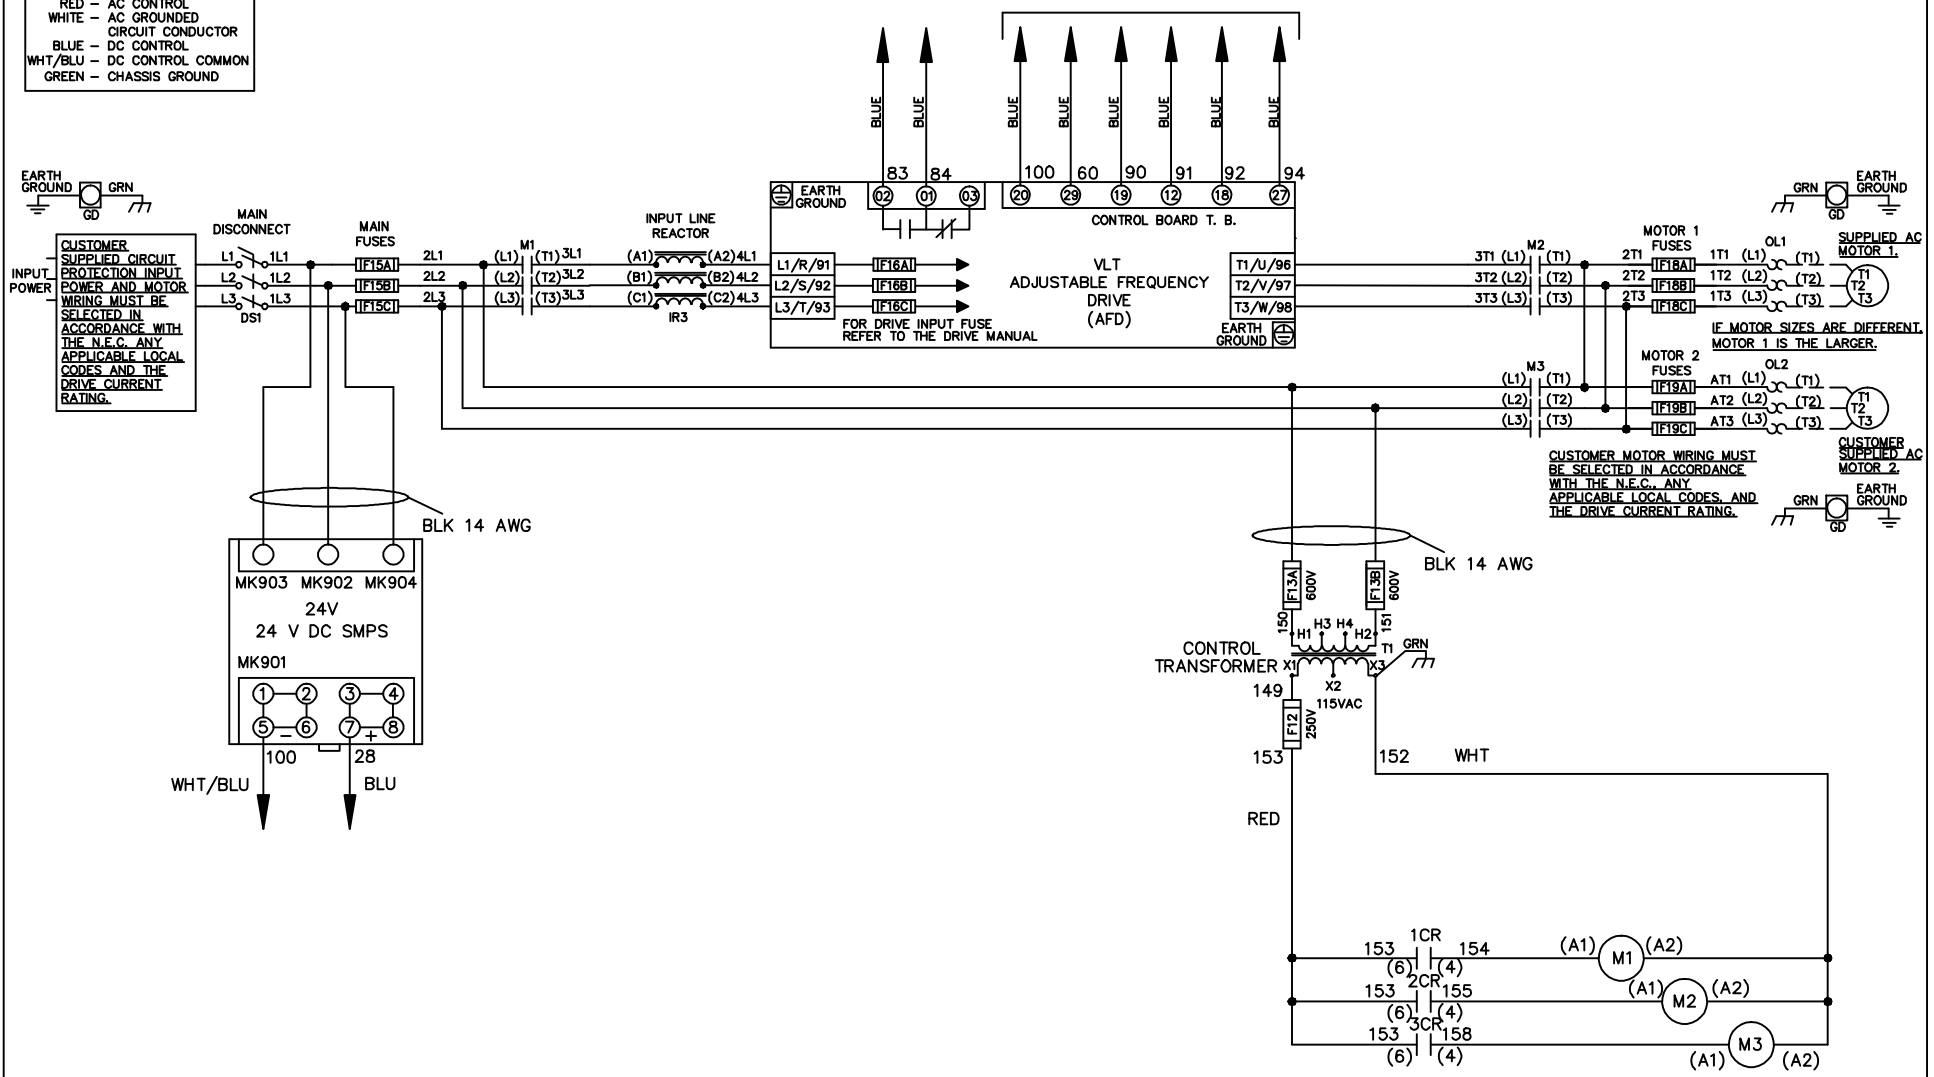 RED – AC CONTROL
WHITE – AC GROUNDED
CIRCUIT CONDUCTOR
BLUE – DC CONTROL
WHT/BLU – DC CONTROL COMMON
GREEN – CHASSIS GROUND
BLUE BLUE BLUE BLUE BLUE BLUE BLUE BLUE
83 84 100 60 90 91 92 94
EARTH GROUND
02 01 03 20 29 19 12 18 27
CONTROL BOARD T. B.
EARTH
GROUND GRN
GD
MAIN
DISCONNECT
MAIN
FUSES
INPUT LINE
REACTOR
INPUT
POWER
CUSTOMER
SUPPLIED CIRCUIT
PROTECTION INPUT
POWER AND MOTOR
WIRING MUST BE
SELECTED IN
ACCORDANCE WITH
THE N.E.C. ANY
APPLICABLE LOCAL
CODES AND THE
DRIVE CURRENT
RATING.
L1 1L1 F15A 2L1 (L1) M1 (T1) 3L1 (A1) (A2) 4L1 L1/R/91 F16A
L2 1L2 F15B 2L2 (L2) (T2) 3L2 (B1) (B2) 4L2 L2/S/92 F16B
L3 1L3 F15C 2L3 (L3) (T3) 3L3 (C1) (C2) 4L3 L3/T/93 F16C
DS1
IR3
VLT
ADJUSTABLE FREQUENCY
DRIVE
(AFD)
FOR DRIVE INPUT FUSE
REFER TO THE DRIVE MANUAL
EARTH
GROUND
GRN EARTH
GROUND
GD
MOTOR 1
FUSES
OL1
SUPPLIED AC
MOTOR 1.
T1/U/96 3T1 (L1) M2 (T1) 2T1 F18A 1T1 (L1) (T1) T1
T2/V/97 3T2 (L2) (T2) 2T2 F18B 1T2 (L2) (T2) T2
T3/W/98 3T3 (L3) (T3) 2T3 F18C 1T3 (L3) (T3) T3
IF MOTOR SIZES ARE DIFFERENT,
MOTOR 1 IS THE LARGER.
MOTOR 2
FUSES
OL2
(L1) M3 (T1) F19A AT1 (L1) (T1) T1
(L2) (T2) F19B AT2 (L2) (T2) T2
(L3) (T3) F19C AT3 (L3) (T3) T3
CUSTOMER
SUPPLIED AC
MOTOR 2.
CUSTOMER MOTOR WIRING MUST
BE SELECTED IN ACCORDANCE
WITH THE N.E.C., ANY
APPLICABLE LOCAL CODES, AND
THE DRIVE CURRENT RATING.
GRN EARTH
GROUND
GD
BLK 14 AWG
MK903 MK902 MK904
24V
24 V DC SMPS
MK901
1 2 3 4
5 6 7 8
– +
100 28
WHT/BLU BLU
BLK 14 AWG
F13A 600V F13B 600V
150 151
H1 H3 H4 H2
CONTROL
TRANSFORMER
T1 GRN
X1 X2 X3
149
115VAC
F12 250V
153 152 WHT
RED
153 1CR 154 (A1) M1 (A2)
(6) (4)
153 2CR 155 (A1) M2 (A2)
(6) (4)
153 3CR 158 M3
(6) (4) (A1) (A2)